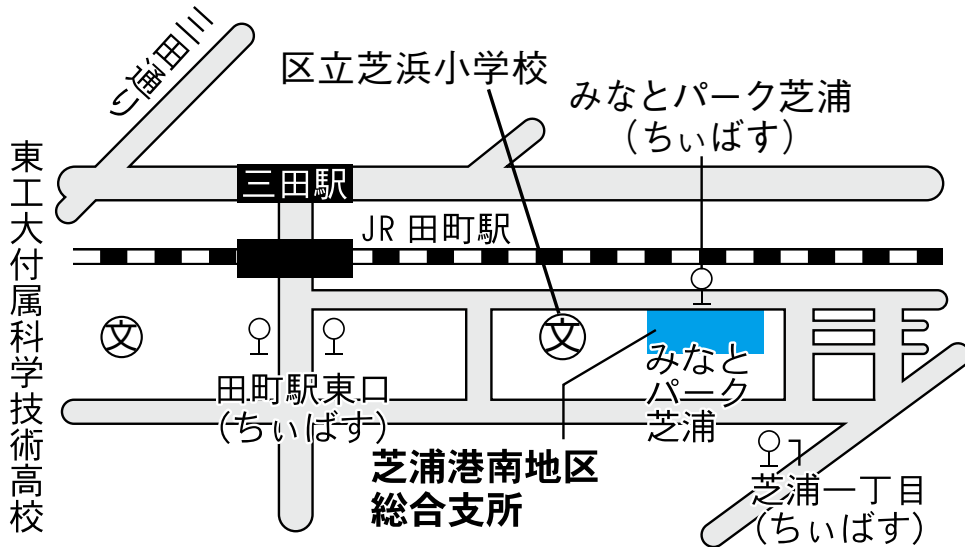 三田通り
区立芝浜小学校
みなとパーク芝浦
（ちぃばす）
東工大付属科学技術高校
三田駅
JR 田町駅
文
文
田町駅東口
（ちぃばす）
みなと
パーク
芝浦
芝浦港南地区
総合支所
芝浦一丁目
（ちぃばす）